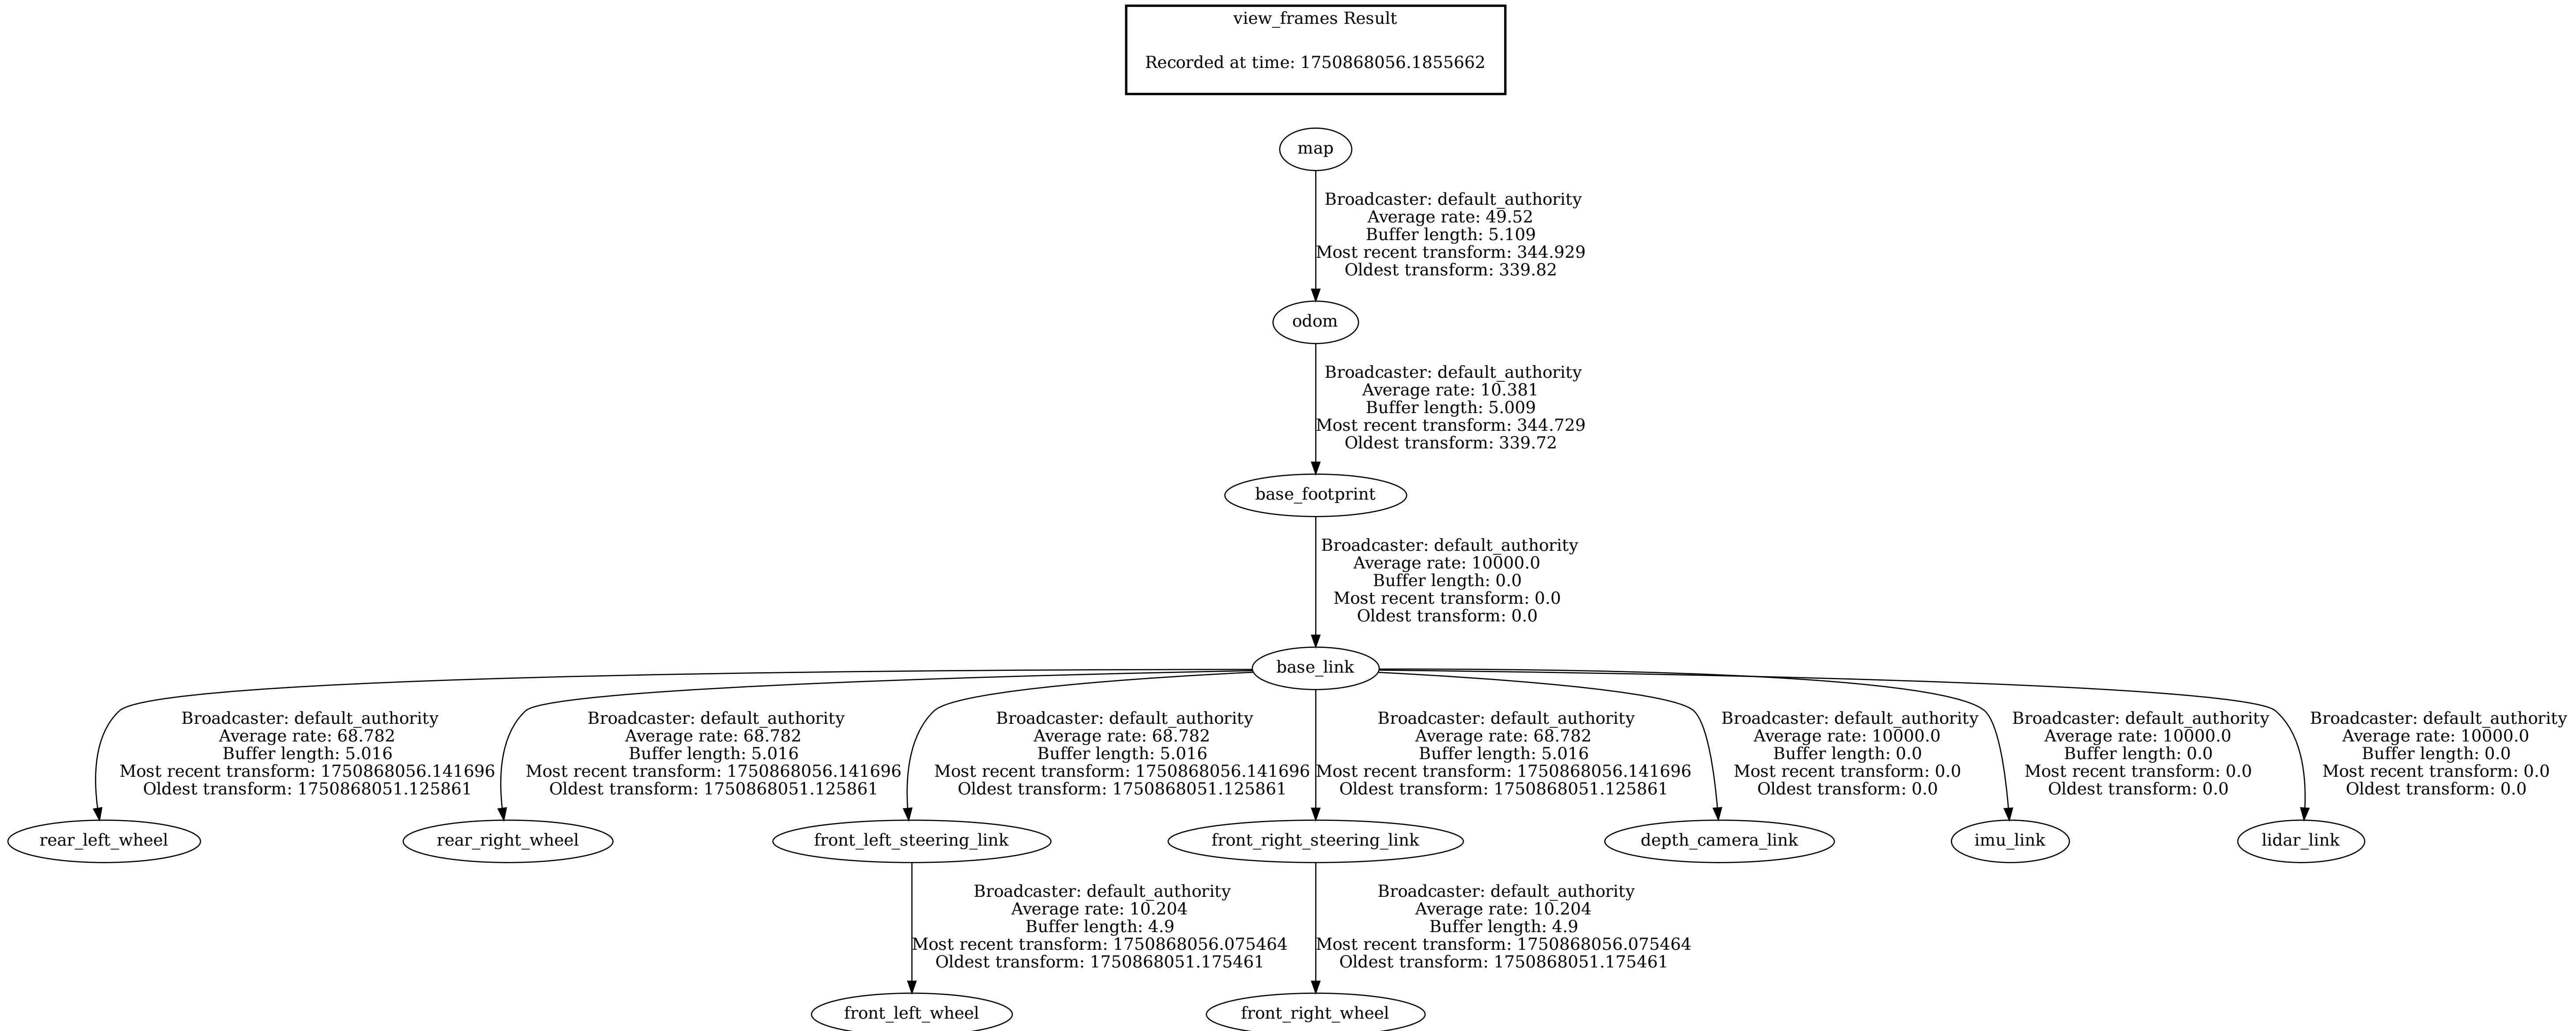 view_frames Result
Recorded at time: 1750868056.1855662
map
Broadcaster: default_authority
Average rate: 49.52
Buffer length: 5.109
Most recent transform: 344.929
Oldest transform: 339.82
odom
Broadcaster: default_authority
Average rate: 10.381
Buffer length: 5.009
Most recent transform: 344.729
Oldest transform: 339.72
base_footprint
Broadcaster: default_authority
Average rate: 10000.0
Buffer length: 0.0
Most recent transform: 0.0
Oldest transform: 0.0
base_link
Broadcaster: default_authority
Average rate: 68.782
Buffer length: 5.016
Most recent transform: 1750868056.141696
Oldest transform: 1750868051.125861
Broadcaster: default_authority
Average rate: 68.782
Buffer length: 5.016
Most recent transform: 1750868056.141696
Oldest transform: 1750868051.125861
Broadcaster: default_authority
Average rate: 68.782
Buffer length: 5.016
Most recent transform: 1750868056.141696
Oldest transform: 1750868051.125861
Broadcaster: default_authority
Average rate: 68.782
Buffer length: 5.016
Most recent transform: 1750868056.141696
Oldest transform: 1750868051.125861
Broadcaster: default_authority
Average rate: 10000.0
Buffer length: 0.0
Most recent transform: 0.0
Oldest transform: 0.0
Broadcaster: default_authority
Average rate: 10000.0
Buffer length: 0.0
Most recent transform: 0.0
Oldest transform: 0.0
Broadcaster: default_authority
Average rate: 10000.0
Buffer length: 0.0
Most recent transform: 0.0
Oldest transform: 0.0
rear_left_wheel
rear_right_wheel
front_left_steering_link
front_right_steering_link
depth_camera_link
imu_link
lidar_link
Broadcaster: default_authority
Average rate: 10.204
Buffer length: 4.9
Most recent transform: 1750868056.075464
Oldest transform: 1750868051.175461
Broadcaster: default_authority
Average rate: 10.204
Buffer length: 4.9
Most recent transform: 1750868056.075464
Oldest transform: 1750868051.175461
front_left_wheel
front_right_wheel